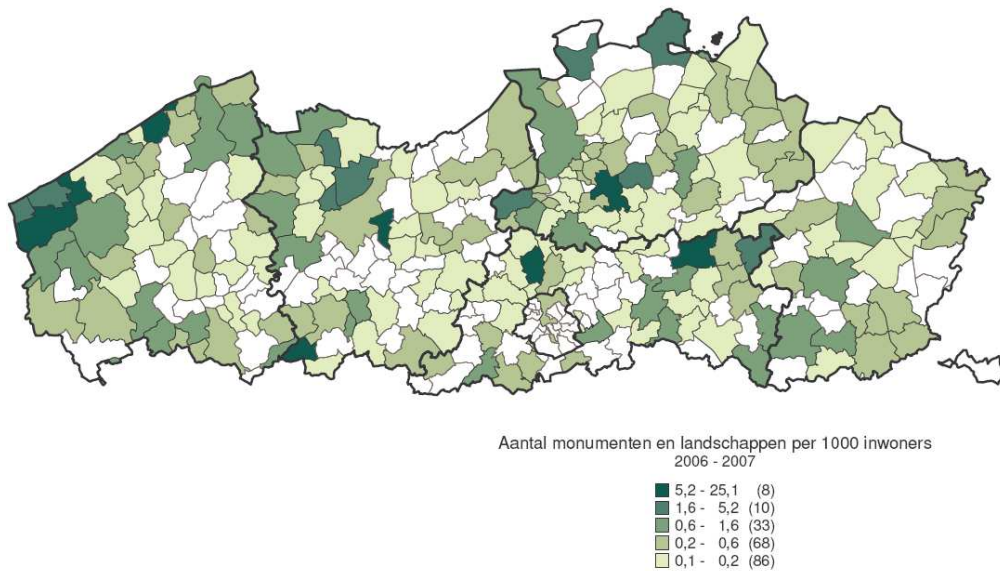 Aantal monumenten en landschappen per 1000 inwoners
2006 - 2007
5,2 - 25,1 (8)
1,6 - 5,2 (10)
0,6 - 1,6 (33)
0,2 - 0,6 (68)
0,1 - 0,2 (86)